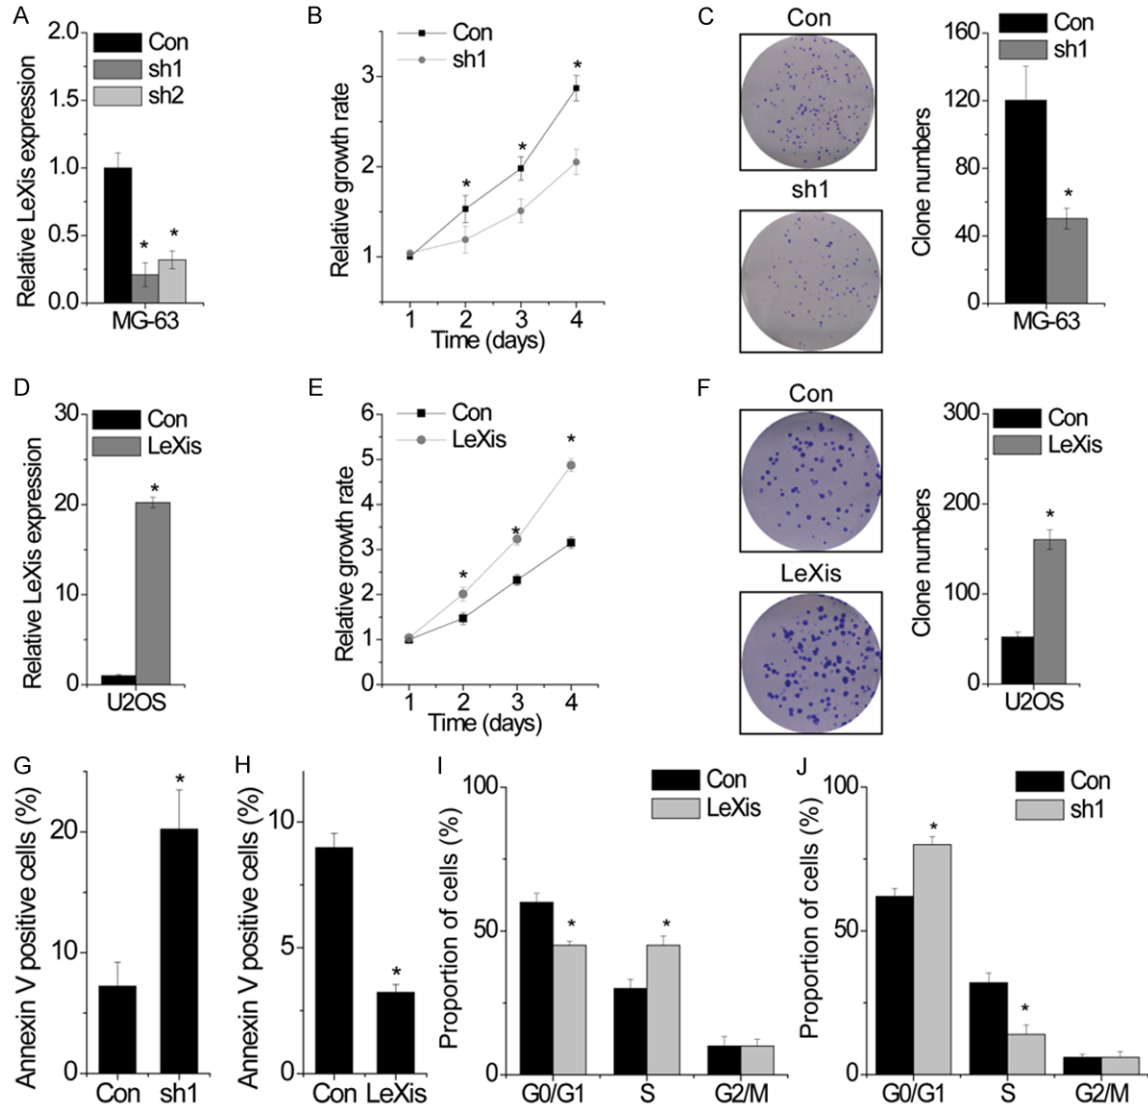 A
Relative LeXis expression
2.0
1.5
1.0
0.5
0.0
Con
sh1
sh2
*
*
MG-63
B
Relative growth rate
3
2
1
Con
sh1
*
*
*
1 2 3 4
Time (days)
C
Con
sh1
Clone numbers
160
120
80
40
0
Con
sh1
*
MG-63
D
Relative LeXis expression
30
20
10
0
Con
LeXis
*
U2OS
E
Relative growth rate
6
5
4
3
2
1
0
Con
LeXis
*
*
*
1 2 3 4
Time (days)
F
Con
LeXis
Clone numbers
300
200
100
0
Con
LeXis
*
U2OS
G
Annexin V positive cells (%)
20
10
0
*
Con sh1
H
Annexin V positive cells (%)
10
5
0
*
Con LeXis
I
Proportion of cells (%)
100
50
0
Con
LeXis
*
*
G0/G1 S G2/M
J
Proportion of cells (%)
100
50
0
Con
sh1
*
*
G0/G1 S G2/M